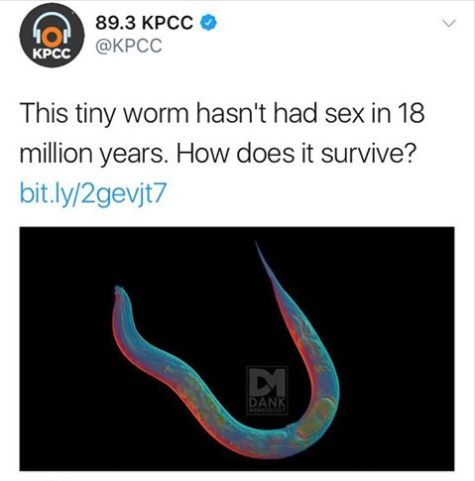 89.3 KPCC
@KPCC
KPCC
This tiny worm hasn't had sex in 18
million years. How does it survive?
bit.ly/2gevjt7
DANK
MEMEOLOGY